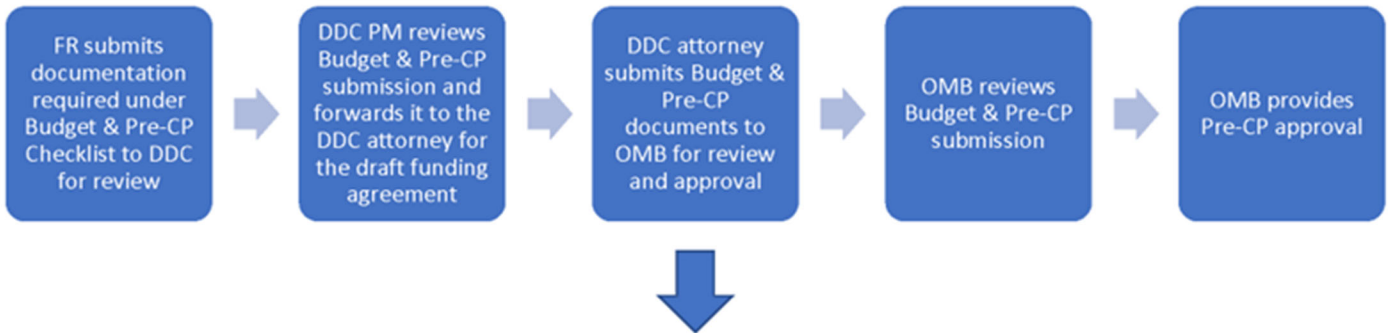 FR submits
documentation
required under
Budget & Pre-CP
Checklist to DDC
for review
DDC PM reviews
Budget & Pre-CP
submission and
forwards it to the
DDC attorney for
the draft funding
agreement
DDC attorney
submits Budget &
Pre-CP
documents to
OMB for review
and approval
OMB reviews
Budget & Pre-CP
submission
OMB provides
Pre-CP approval